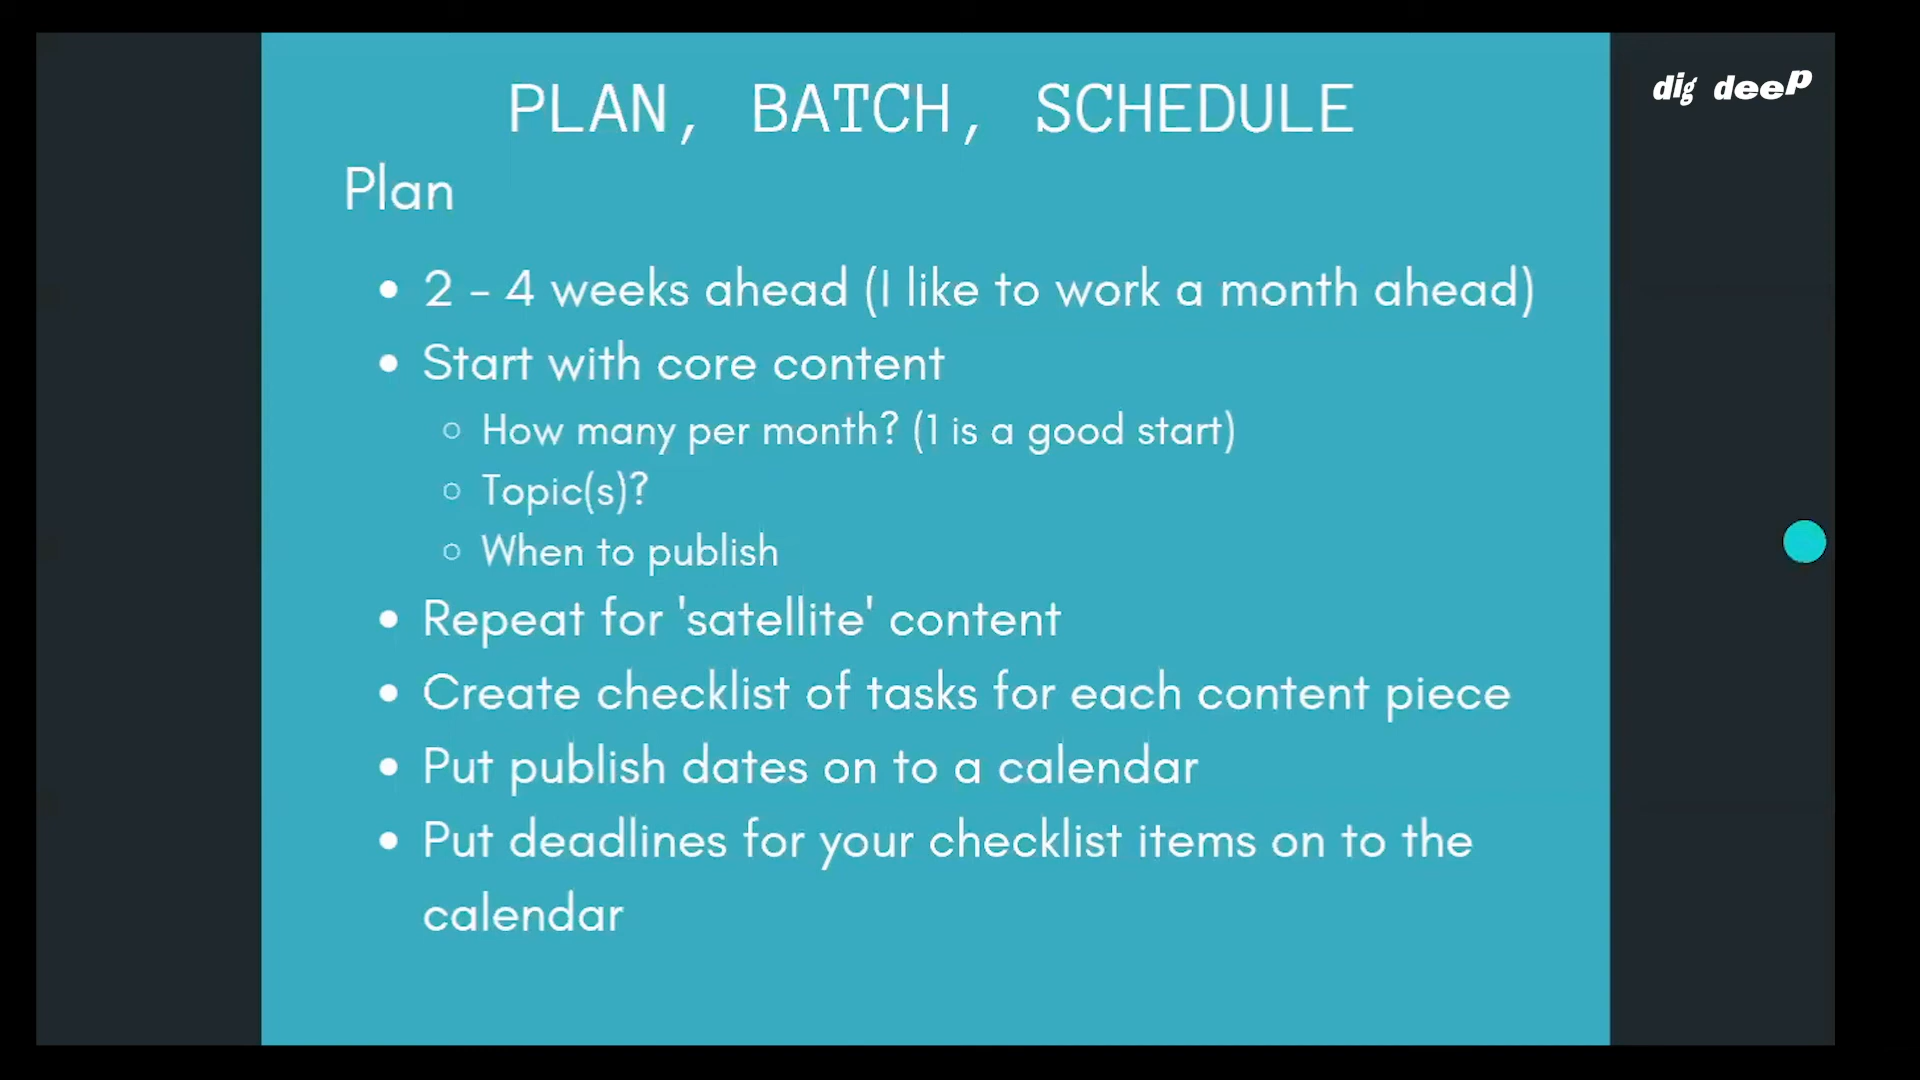 PLAN, BATCH, SCHEDULE
dig deep
Plan
• 2 - 4 weeks ahead (I like to work a month ahead)
• Start with core content
○ How many per month? (1 is a good start)
○ Topic(s)?
○ When to publish
• Repeat for 'satellite' content
• Create checklist of tasks for each content piece
• Put publish dates on to a calendar
• Put deadlines for your checklist items on to the
calendar